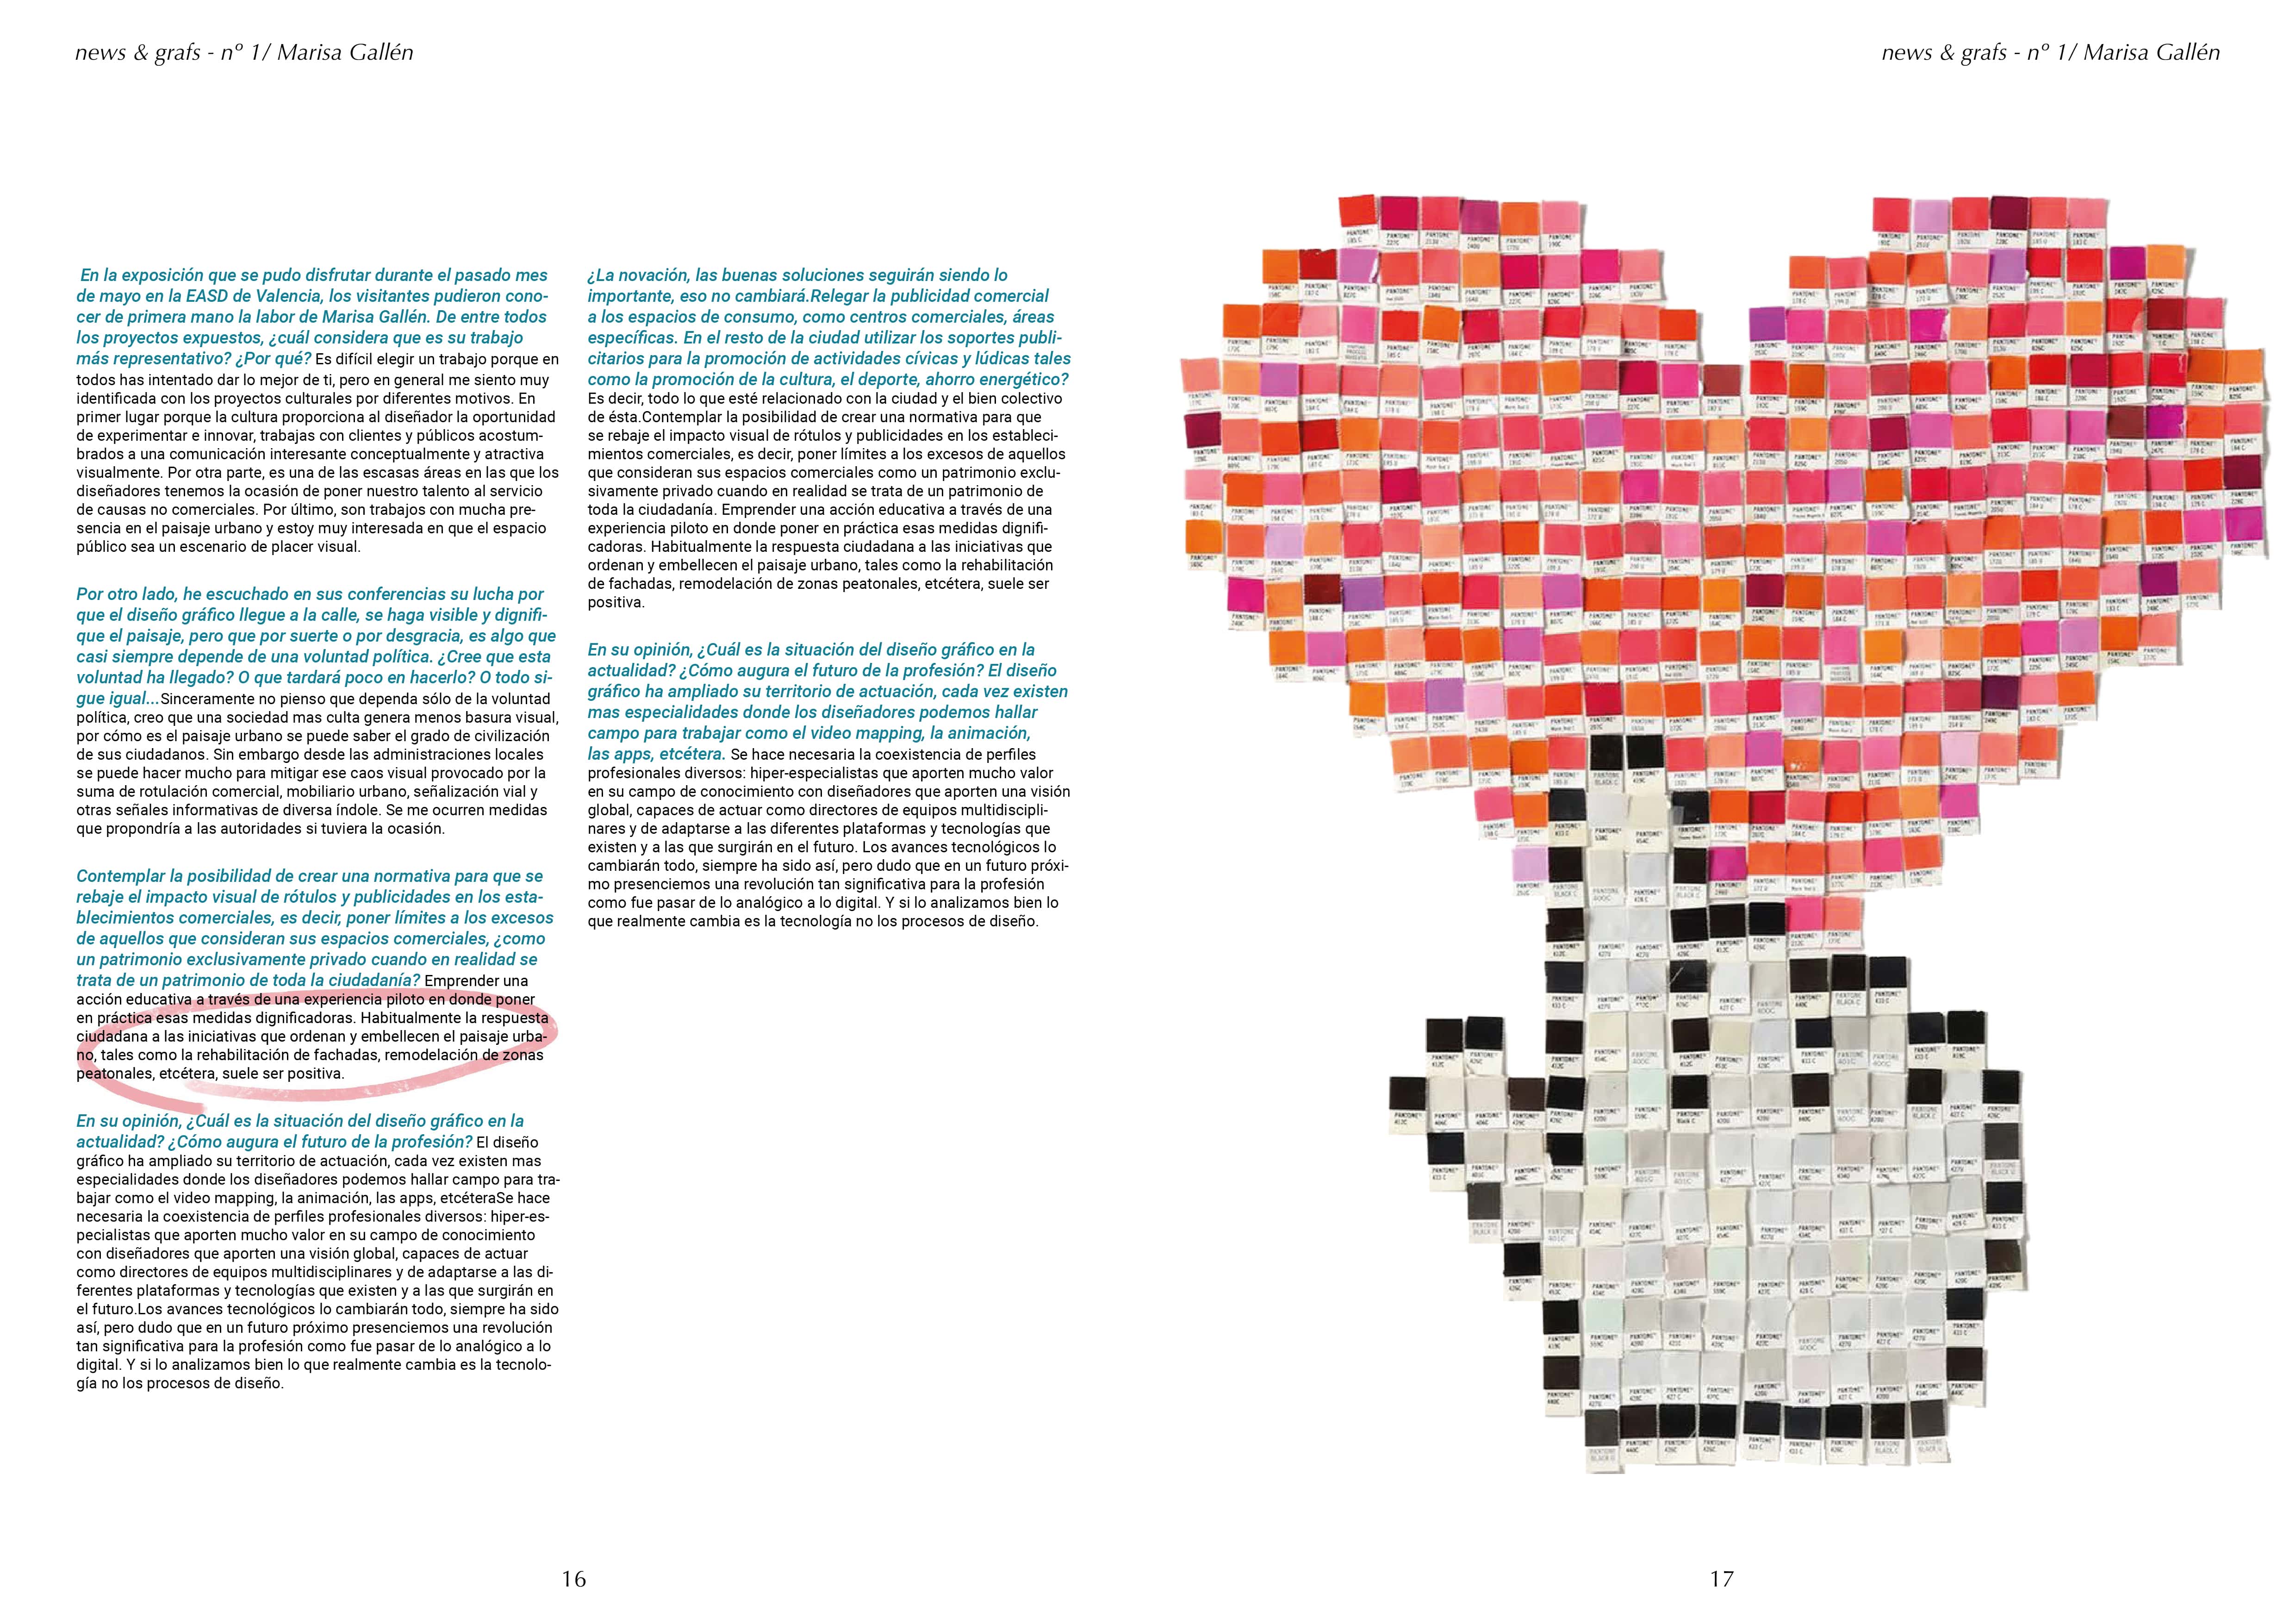 news & grafs - nº 1/ Marisa Gallén
news & grafs - nº 1/ Marisa Gallén
En la exposición que se pudo disfrutar durante el pasado mes
de mayo en la EASD de Valencia, los visitantes pudieron cono-
cer de primera mano la labor de Marisa Gallén. De entre todos
los proyectos expuestos, ¿cuál considera que es su trabajo
más representativo? ¿Por qué? Es difícil elegir un trabajo porque en
todos has intentado dar lo mejor de ti, pero en general me siento muy
identificada con los proyectos culturales por diferentes motivos. En
primer lugar porque la cultura proporciona al diseñador la oportunidad
de experimentar e innovar, trabajas con clientes y públicos acostum-
brados a una comunicación interesante conceptualmente y atractiva
visualmente. Por otra parte, es una de las escasas áreas en las que los
diseñadores tenemos la ocasión de poner nuestro talento al servicio
de causas no comerciales. Por último, son trabajos con mucha pre-
sencia en el paisaje urbano y estoy muy interesada en que el espacio
público sea un escenario de placer visual.
Por otro lado, he escuchado en sus conferencias su lucha por
que el diseño gráfico llegue a la calle, se haga visible y dignifi-
que el paisaje, pero que por suerte o por desgracia, es algo que
casi siempre depende de una voluntad política. ¿Cree que esta
voluntad ha llegado? O que tardará poco en hacerlo? O todo si-
gue igual...Sinceramente no pienso que dependa sólo de la voluntad
política, creo que una sociedad mas culta genera menos basura visual,
por cómo es el paisaje urbano se puede saber el grado de civilización
de sus ciudadanos. Sin embargo desde las administraciones locales
se puede hacer mucho para mitigar ese caos visual provocado por la
suma de rotulación comercial, mobiliario urbano, señalización vial y
otras señales informativas de diversa índole. Se me ocurren medidas
que propondría a las autoridades si tuviera la ocasión.
Contemplar la posibilidad de crear una normativa para que se
rebaje el impacto visual de rótulos y publicidades en los esta-
blecimientos comerciales, es decir, poner límites a los excesos
de aquellos que consideran sus espacios comerciales, ¿como
un patrimonio exclusivamente privado cuando en realidad se
trata de un patrimonio de toda la ciudadanía? Emprender una
acción educativa a través de una experiencia piloto en donde poner
en práctica esas medidas dignificadoras. Habitualmente la respuesta
ciudadana a las iniciativas que ordenan y embellecen el paisaje urba-
no, tales como la rehabilitación de fachadas, remodelación de zonas
peatonales, etcétera, suele ser positiva.
En su opinión, ¿Cuál es la situación del diseño gráfico en la
actualidad? ¿Cómo augura el futuro de la profesión? El diseño
gráfico ha ampliado su territorio de actuación, cada vez existen mas
especialidades donde los diseñadores podemos hallar campo para tra-
bajar como el video mapping, la animación, las apps, etcéteraSe hace
necesaria la coexistencia de perfiles profesionales diversos: hiper-es-
pecialistas que aporten mucho valor en su campo de conocimiento
con diseñadores que aporten una visión global, capaces de actuar
como directores de equipos multidisciplinares y de adaptarse a las di-
ferentes plataformas y tecnologías que existen y a las que surgirán en
el futuro.Los avances tecnológicos lo cambiarán todo, siempre ha sido
así, pero dudo que en un futuro próximo presenciemos una revolución
tan significativa para la profesión como fue pasar de lo analógico a lo
digital. Y si lo analizamos bien lo que realmente cambia es la tecnolo-
gía no los procesos de diseño.
¿La novación, las buenas soluciones seguirán siendo lo
importante, eso no cambiará.Relegar la publicidad comercial
a los espacios de consumo, como centros comerciales, áreas
específicas. En el resto de la ciudad utilizar los soportes publi-
citarios para la promoción de actividades cívicas y lúdicas tales
como la promoción de la cultura, el deporte, ahorro energético?
Es decir, todo lo que esté relacionado con la ciudad y el bien colectivo
de ésta.Contemplar la posibilidad de crear una normativa para que
se rebaje el impacto visual de rótulos y publicidades en los estableci-
mientos comerciales, es decir, poner límites a los excesos de aquellos
que consideran sus espacios comerciales como un patrimonio exclu-
sivamente privado cuando en realidad se trata de un patrimonio de
toda la ciudadanía. Emprender una acción educativa a través de una
experiencia piloto en donde poner en práctica esas medidas dignifi-
cadoras. Habitualmente la respuesta ciudadana a las iniciativas que
ordenan y embellecen el paisaje urbano, tales como la rehabilitación
de fachadas, remodelación de zonas peatonales, etcétera, suele ser
positiva.
En su opinión, ¿Cuál es la situación del diseño gráfico en la
actualidad? ¿Cómo augura el futuro de la profesión? El diseño
gráfico ha ampliado su territorio de actuación, cada vez existen
mas especialidades donde los diseñadores podemos hallar
campo para trabajar como el video mapping, la animación,
las apps, etcétera. Se hace necesaria la coexistencia de perfiles
profesionales diversos: hiper-especialistas que aporten mucho valor
en su campo de conocimiento con diseñadores que aporten una visión
global, capaces de actuar como directores de equipos multidiscipli-
nares y de adaptarse a las diferentes plataformas y tecnologías que
existen y a las que surgirán en el futuro. Los avances tecnológicos lo
cambiarán todo, siempre ha sido así, pero dudo que en un futuro próxi-
mo presenciemos una revolución tan significativa para la profesión
como fue pasar de lo analógico a lo digital. Y si lo analizamos bien lo
que realmente cambia es la tecnología no los procesos de diseño.
16
17